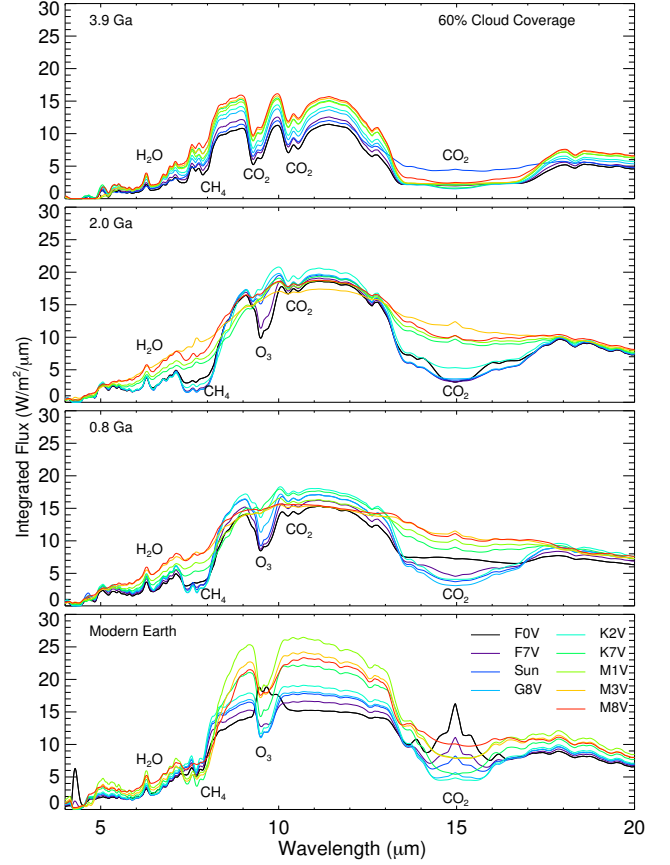 3.9 Ga 60% Cloud Coverage
30
25
20
15
10
5
0
H₂O
CH₄
CO₂
CO₂
CO₂
2.0 Ga
30
25
20
15
10
5
0
H₂O
CH₄
O₃
CO₂
CO₂
0.8 Ga
30
25
20
15
10
5
0
H₂O
CH₄
O₃
CO₂
CO₂
Modern Earth
30
25
20
15
10
5
0
H₂O
CH₄
O₃
CO₂
F0V K2V
F7V K7V
Sun M1V
G8V M3V
M8V
5 10 15 20
Wavelength (μm)
Integrated Flux (W/m²/μm)